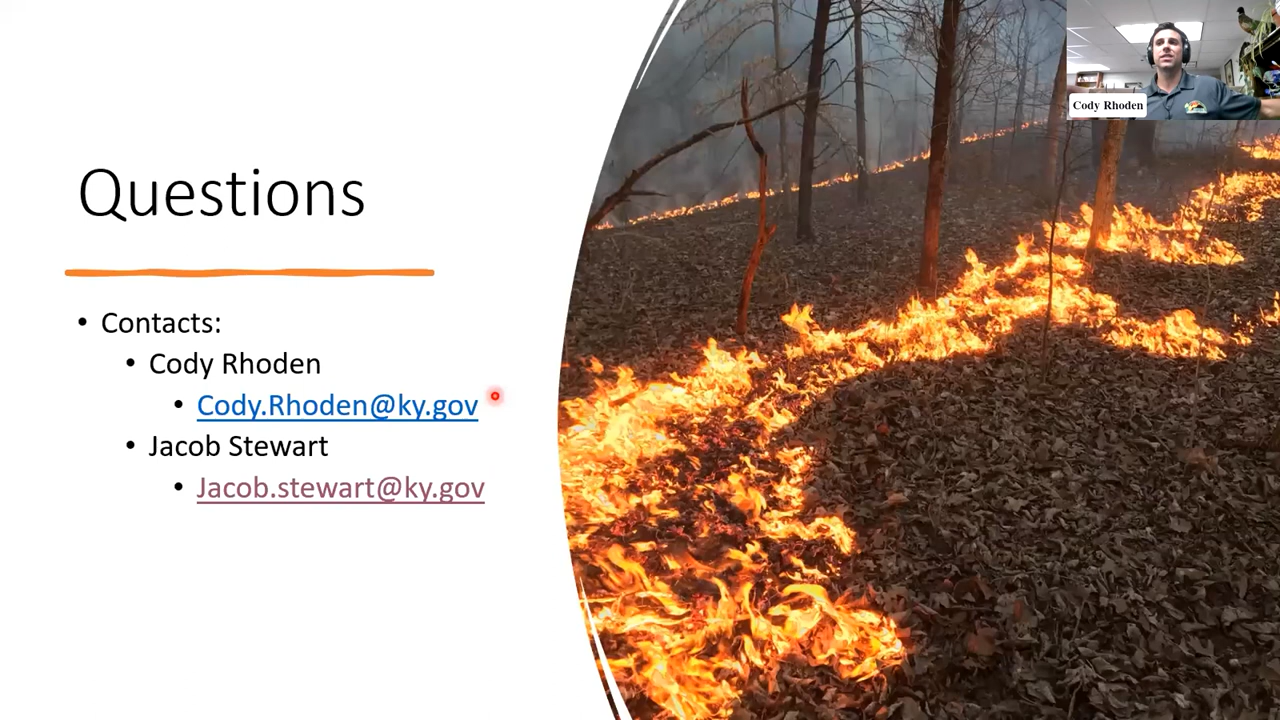 Cody Rhoden
Questions
• Contacts:
• Cody Rhoden
• Cody.Rhoden@ky.gov
• Jacob Stewart
• Jacob.stewart@ky.gov